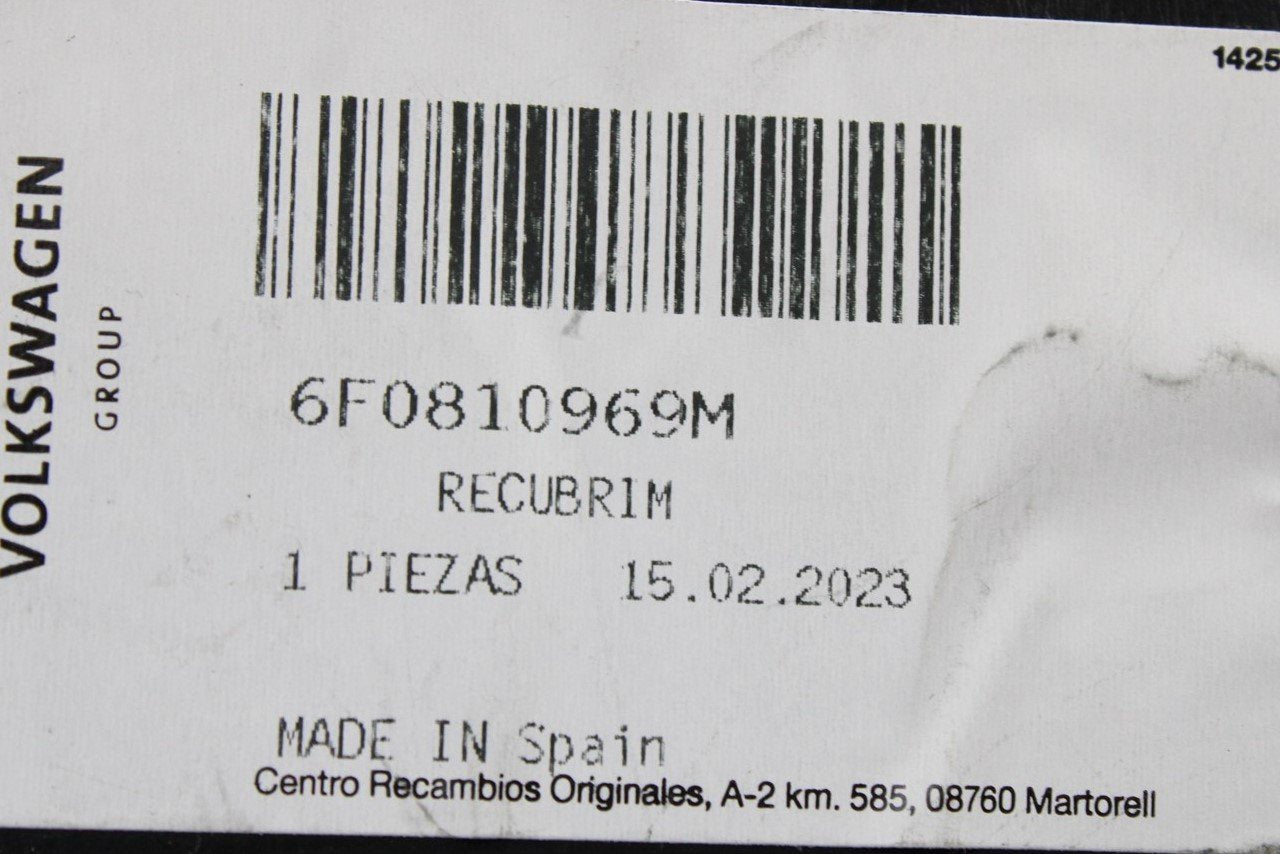 1425
VOLKSWAGEN
GROUP
6F0810969M
RECUBRIM
1 PIEZAS 15.02.2023
MADE IN Spain
Centro Recambios Originales, A-2 km. 585, 08760 Martorell